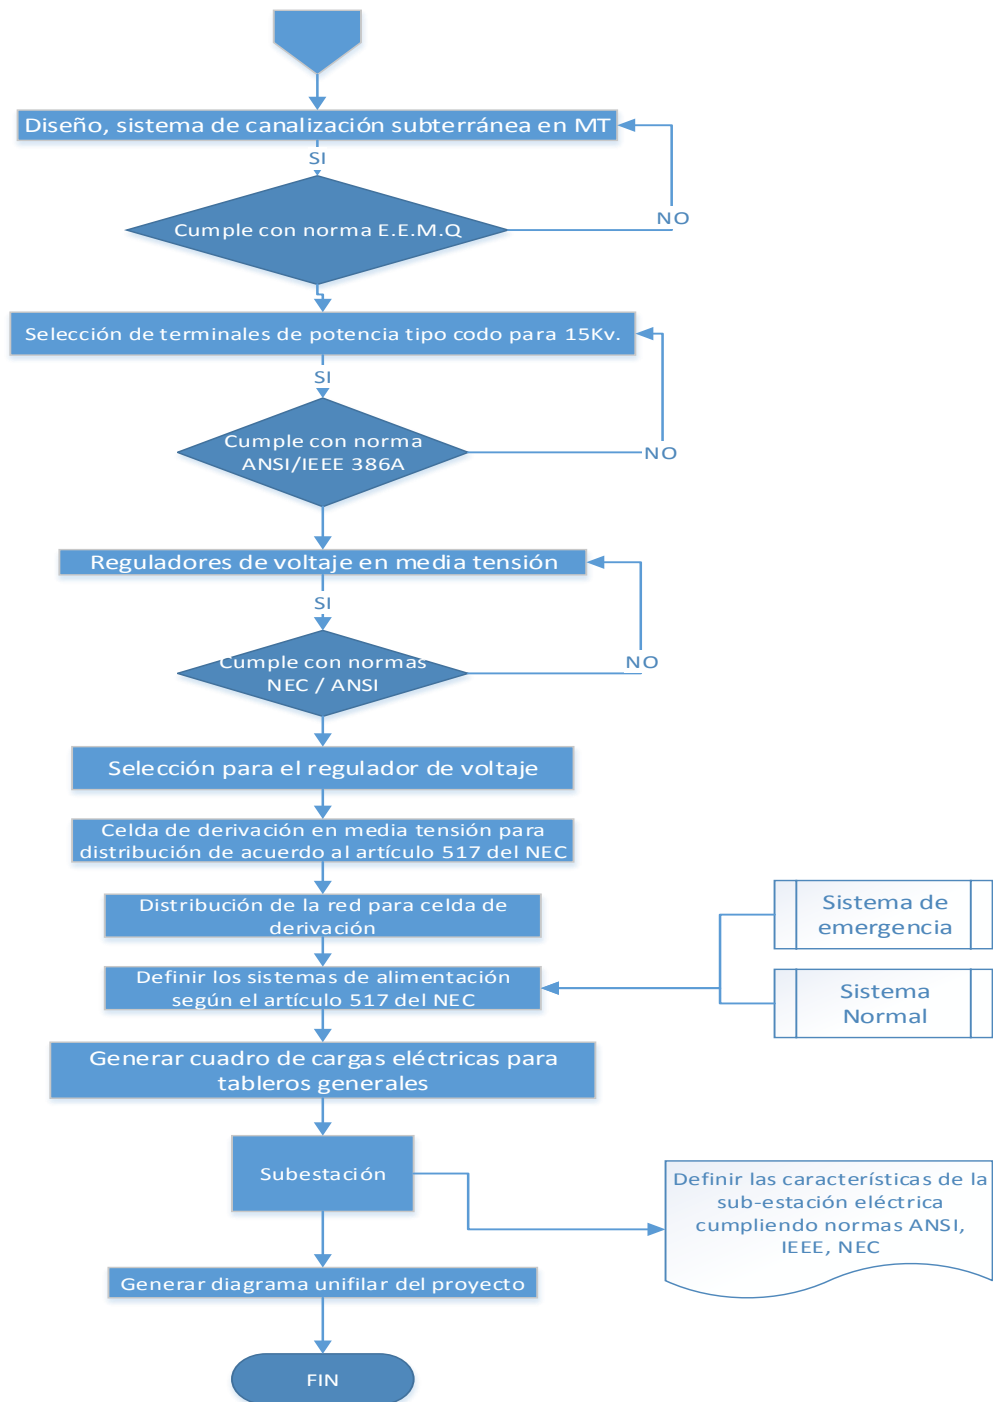 Diseño, sistema de canalización subterránea en MT
SI
Cumple con norma E.E.M.Q
NO
Selección de terminales de potencia tipo codo para 15Kv.
SI
Cumple con norma
ANSI/IEEE 386A
NO
Reguladores de voltaje en media tensión
SI
Cumple con normas
NEC / ANSI
NO
Selección para el regulador de voltaje
Celda de derivación en media tensión para
distribución de acuerdo al artículo 517 del NEC
Distribución de la red para celda de
derivación
Sistema de
emergencia
Definir los sistemas de alimentación
según el artículo 517 del NEC
Sistema
Normal
Generar cuadro de cargas eléctricas para
tableros generales
Subestación
Definir las características de la
sub-estación eléctrica
cumpliendo normas ANSI,
IEEE, NEC
Generar diagrama unifilar del proyecto
FIN